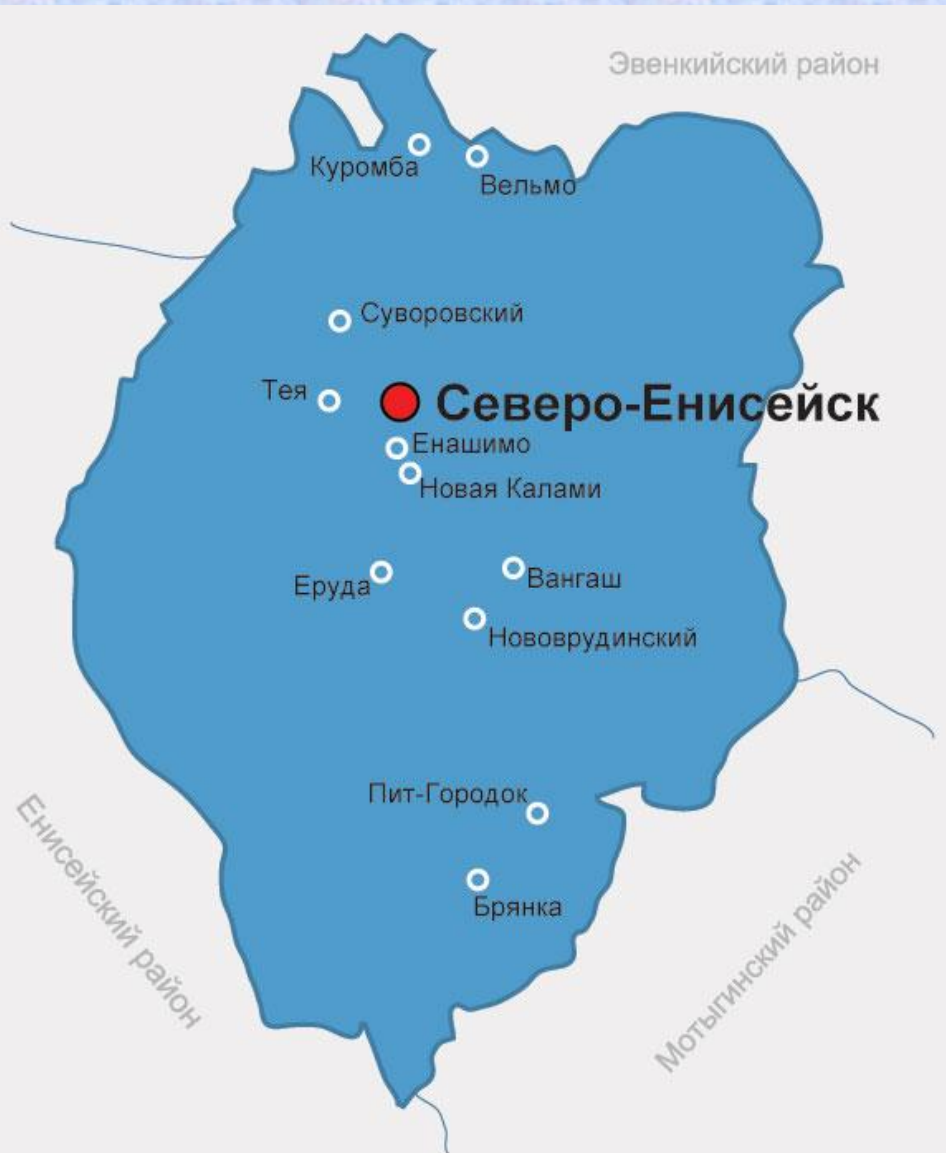 Эвенкийский район
Куромба
Вельмо
Суворовский
Тея
Северо-Енисейск
Енашимо
Новая Калами
Еруда
Вангаш
Нововрудинский
Пит-Городок
Енисейский район
Брянка
Мотыгинский район